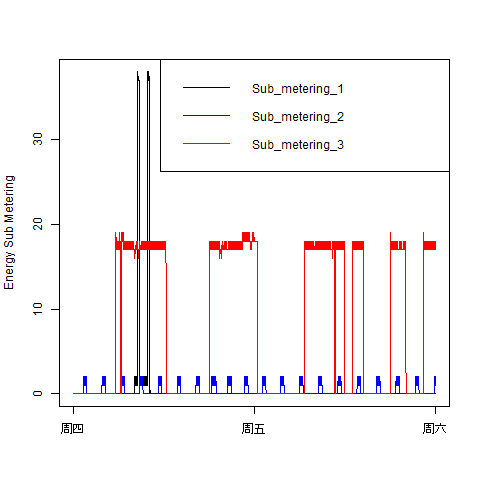 Energy Sub Metering
0
10
20
30
Sub_metering_1
Sub_metering_2
Sub_metering_3
周四
周五
周六